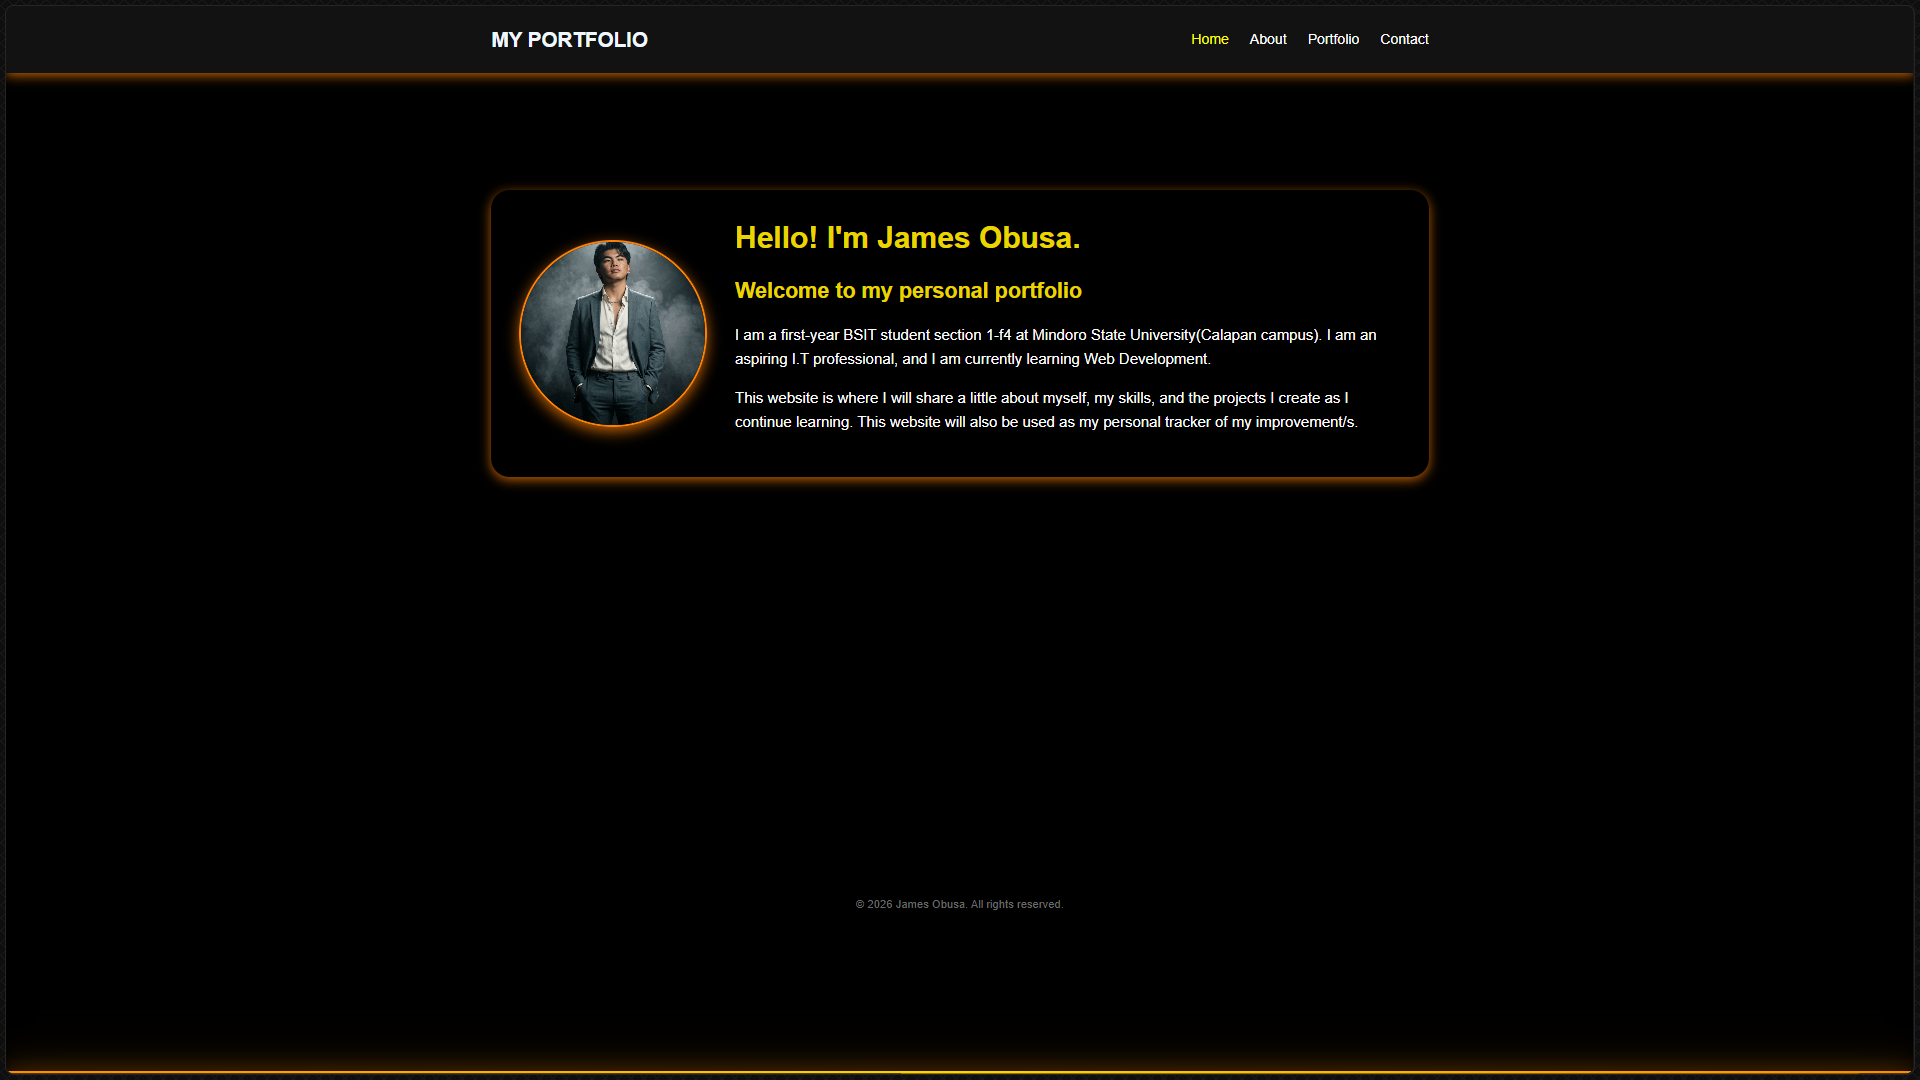 MY PORTFOLIO
Home About Portfolio Contact
Hello! I'm James Obusa.
Welcome to my personal portfolio
I am a first-year BSIT student section 1-f4 at Mindoro State University(Calapan campus). I am an
aspiring I.T professional, and I am currently learning Web Development.
This website is where I will share a little about myself, my skills, and the projects I create as I
continue learning. This website will also be used as my personal tracker of my improvement/s.
© 2026 James Obusa. All rights reserved.